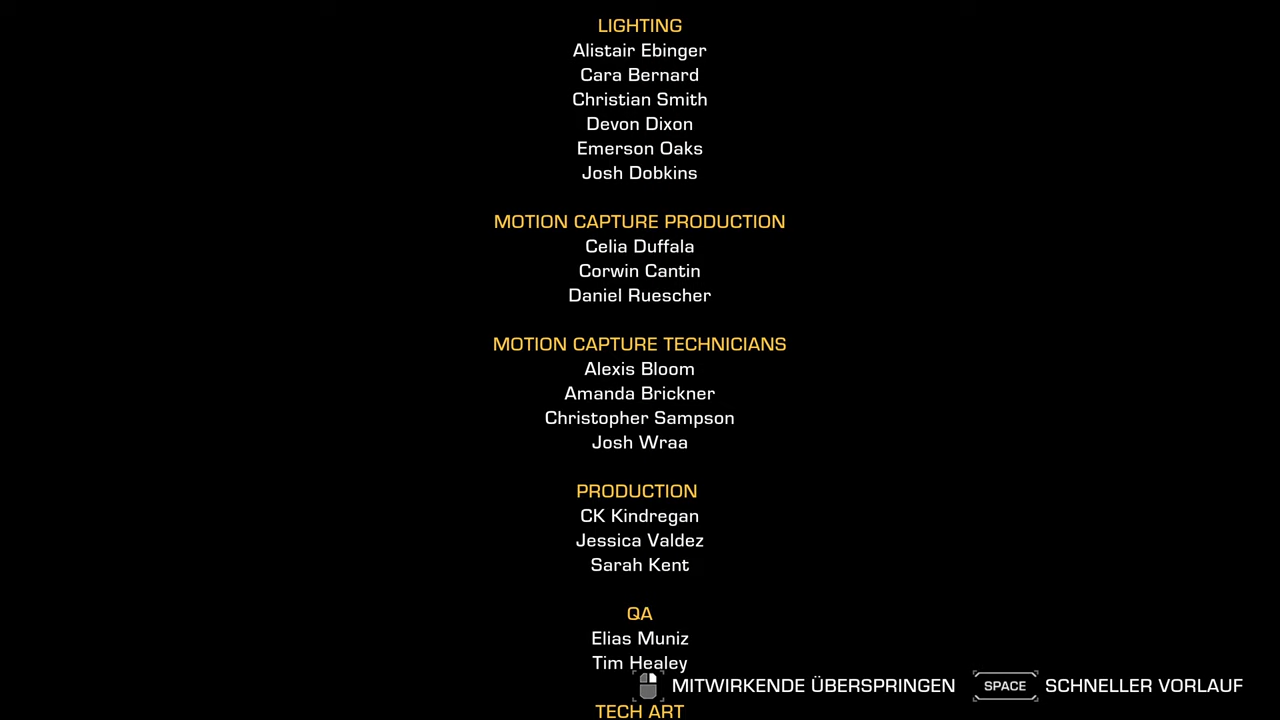 LIGHTING
Alistair Ebinger
Cara Bernard
Christian Smith
Devon Dixon
Emerson Oaks
Josh Dobkins
MOTION CAPTURE PRODUCTION
Celia Duffala
Corwin Cantin
Daniel Ruescher
MOTION CAPTURE TECHNICIANS
Alexis Bloom
Amanda Brickner
Christopher Sampson
Josh Wraa
PRODUCTION
CK Kindregan
Jessica Valdez
Sarah Kent
QA
Elias Muniz
Tim Healey
MITWIRKENDE ÜBERSPRINGEN
SPACE SCHNELLER VORLAUF
TECH ART